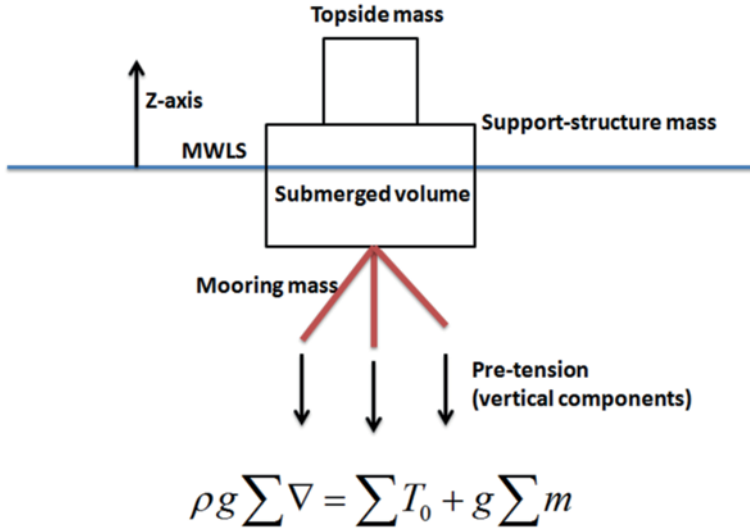 Topside mass
Z-axis
Support-structure mass
MWLS
Submerged volume
Mooring mass
Pre-tension
(vertical components)
ρg∑∇ = ∑T₀ + g∑m